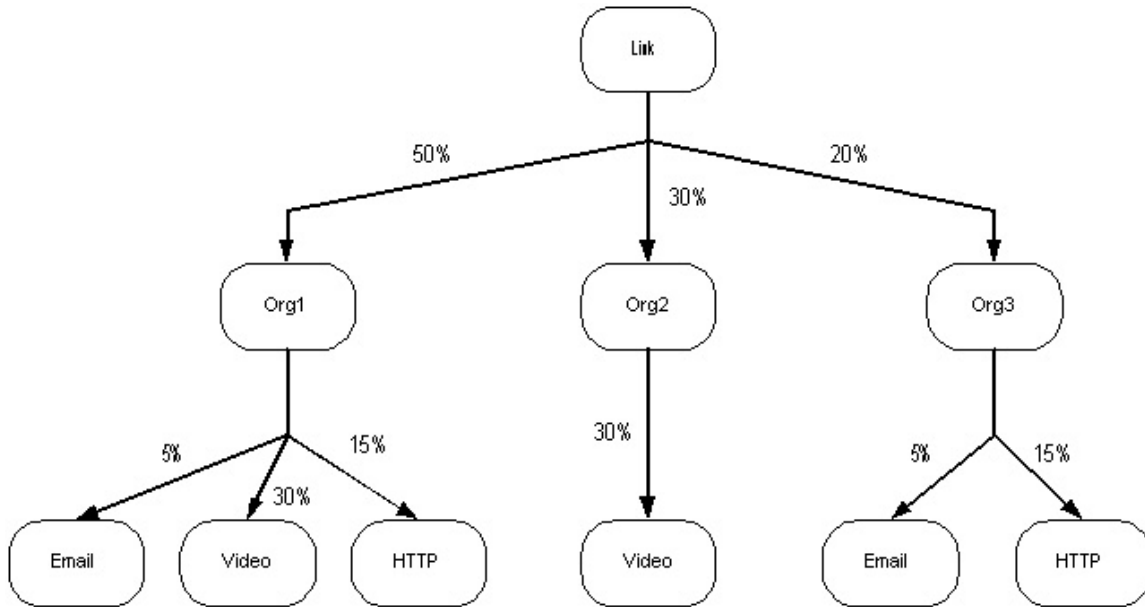 Link
50%
20%
30%
Org1
Org2
Org3
5%
15%
30%
30%
5%
15%
Email
Video
HTTP
Video
Email
HTTP